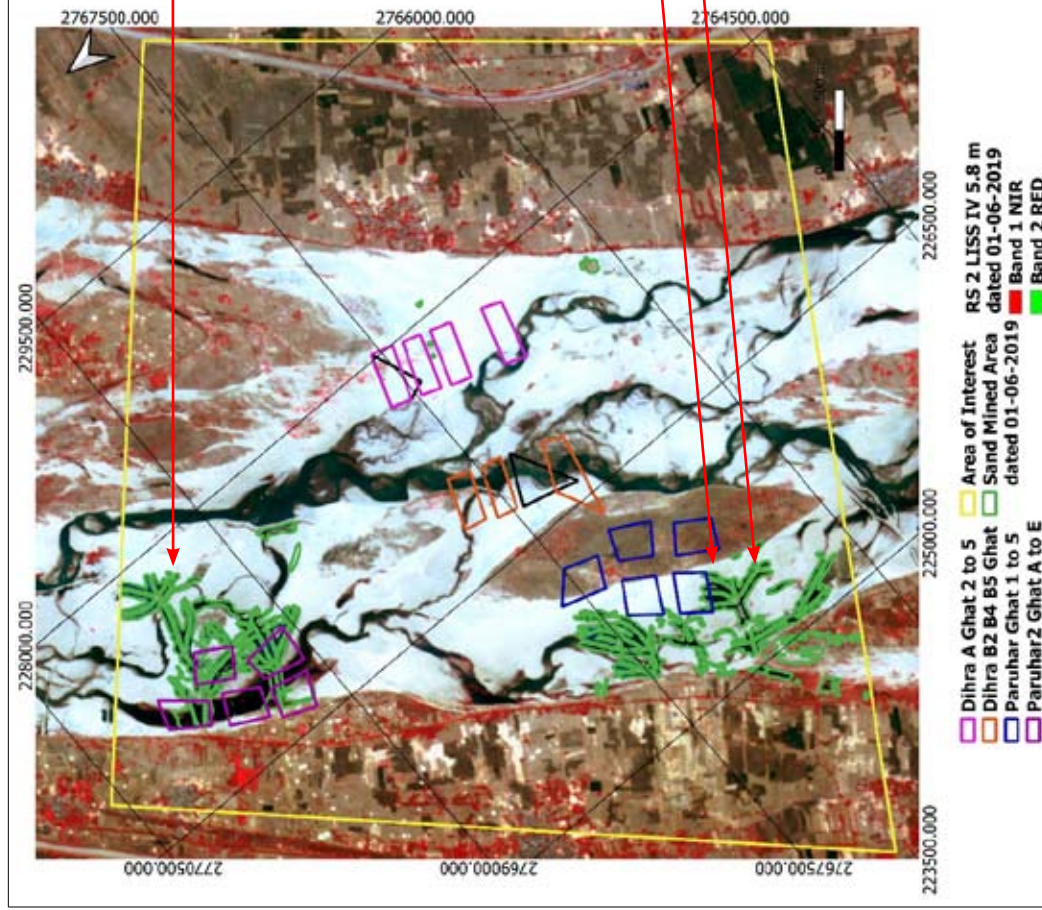 2767500.000
2766000.000
2764500.000
229500.000
228000.000
226500.000
225000.000
223500.000
2770500.000
2769000.000
2767500.000
Dihra A Ghat 2 to 5
Dihra B2 B4 B5 Ghat
Paruhar Ghat 1 to 5
Paruhar2 Ghat A to E
Area of Interest
Sand Mined Area
dated 01-06-2019
RS 2 LISS IV 5.8 m
dated 01-06-2019
Band 1 NIR
Band 2 RED